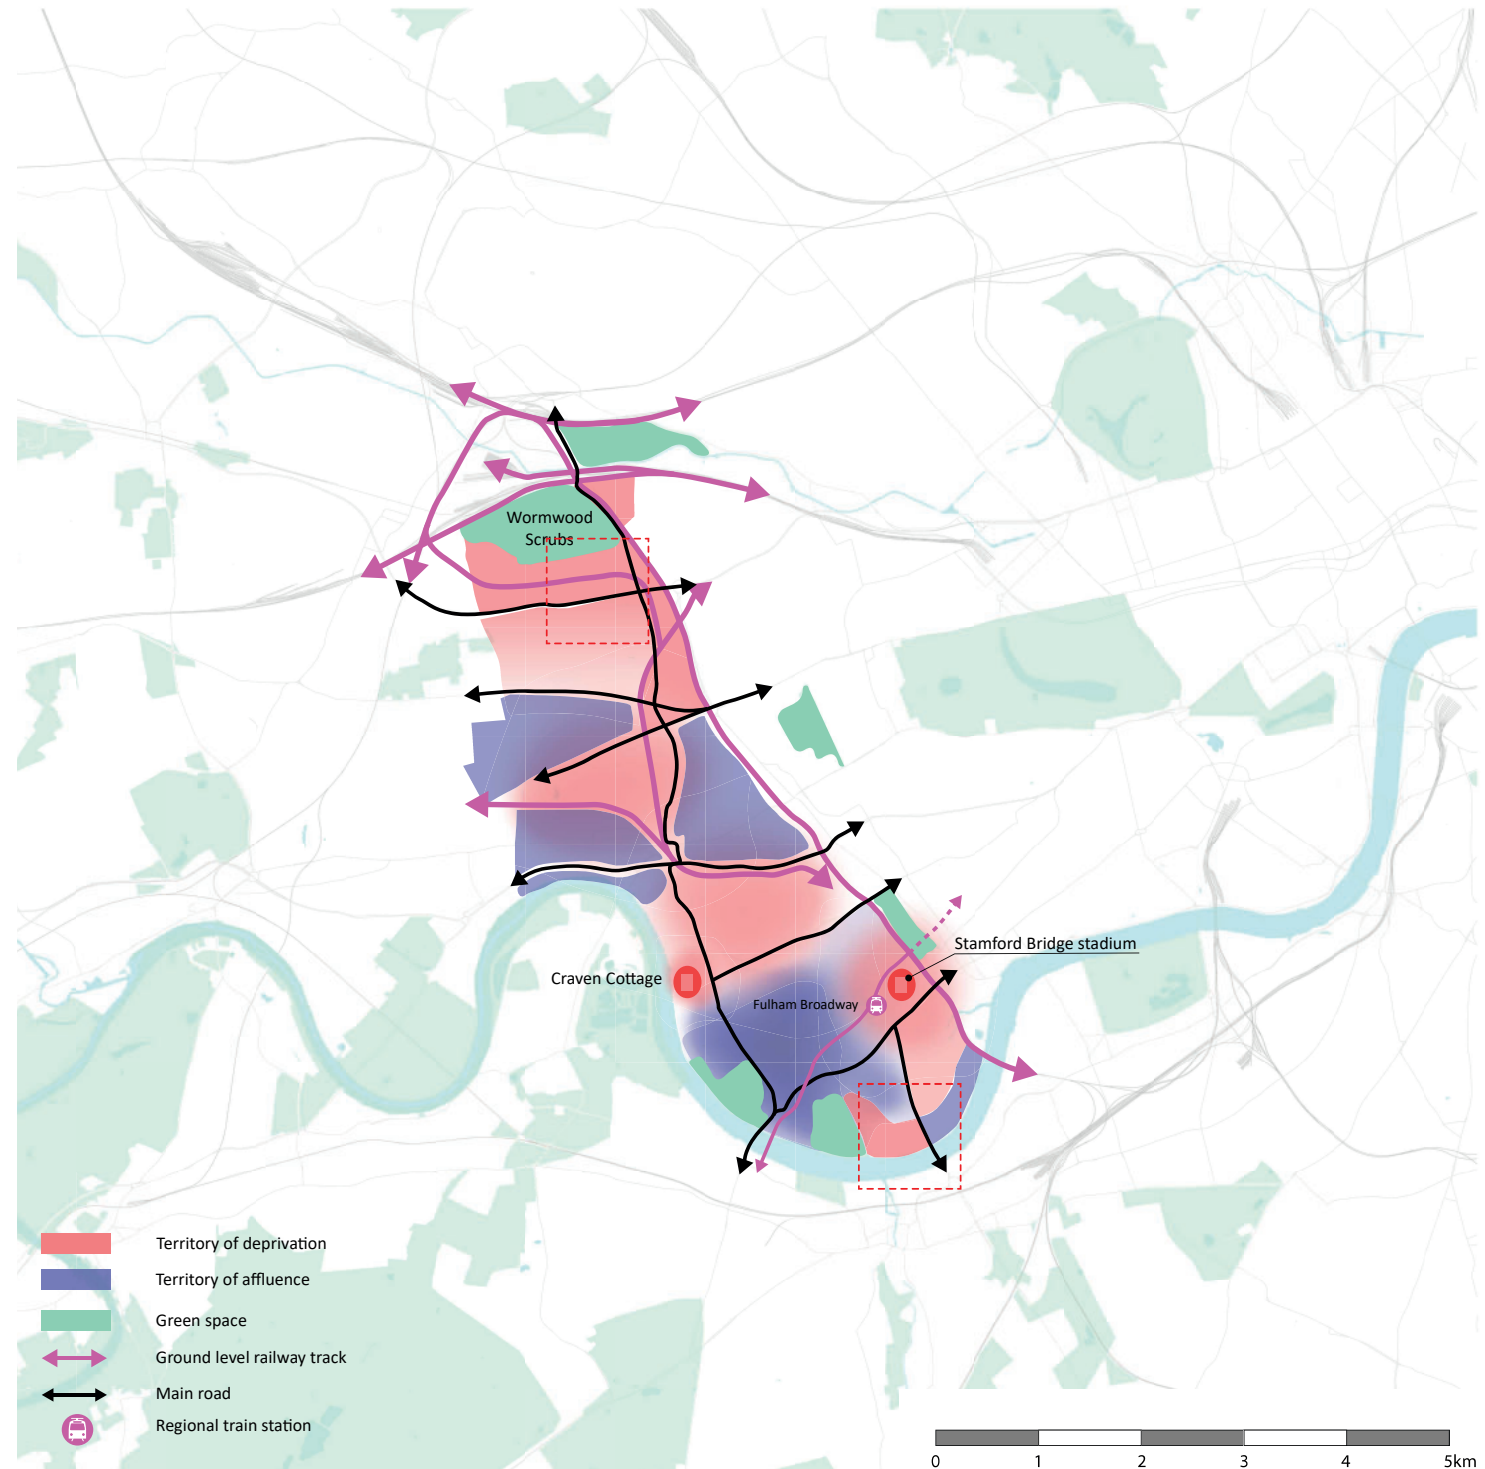 Wormwood
Scrubs
Stamford Bridge stadium
Craven Cottage
Fulham Broadway
Territory of deprivation
Territory of affluence
Green space
Ground level railway track
Main road
Regional train station
0 1 2 3 4 5km